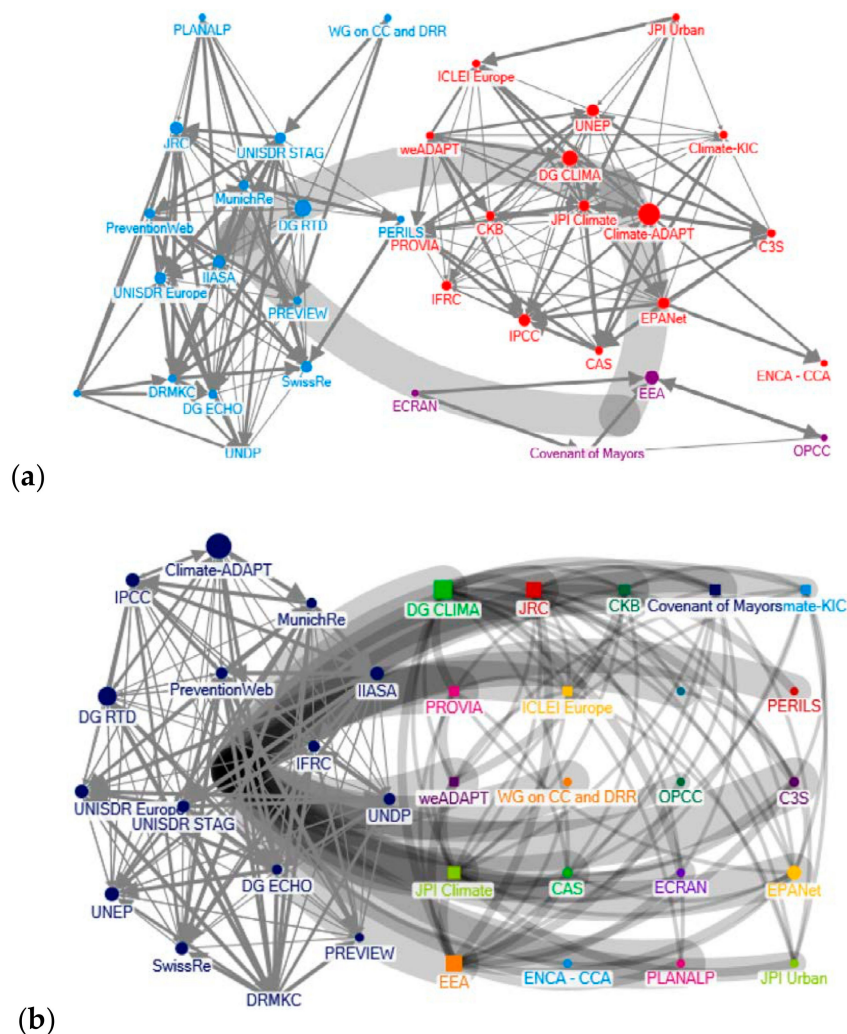 PLANALP
WG on CC and DRR
JPI Urban
ICLEI Europe
UNEP
JRC
UNISDR STAG
weADAPT
Climate-KIC
DG CLIMA
MunichRe
PreventionWeb
DG RTD
PERILS
PROVIA
CKB
JPI Climate
Climate-ADAPT
C3S
IIASA
UNISDR Europe
PREVIEW
IFRC
IPCC
EPANet
CAS
ENCA - CCA
DRMKC
DG ECHO
SwissRe
ECRAN
EEA
UNDP
Covenant of Mayors
OPCC
(a)
Climate-ADAPT
IPCC
MunichRe
DG CLIMA
JRC
CKB
Covenant of Mayors
mate-KIC
PreventionWeb
IIASA
DG RTD
PROVIA
ICLEI Europe
PERILS
IFRC
UNISDR Europe
UNISDR STAG
UNDP
weADAPT
WG on CC and DRR
OPCC
C3S
DG ECHO
JPI Climate
CAS
ECRAN
EPANet
UNEP
SwissRe
PREVIEW
DRMKC
EEA
ENCA - CCA
PLANALP
JPI Urban
(b)